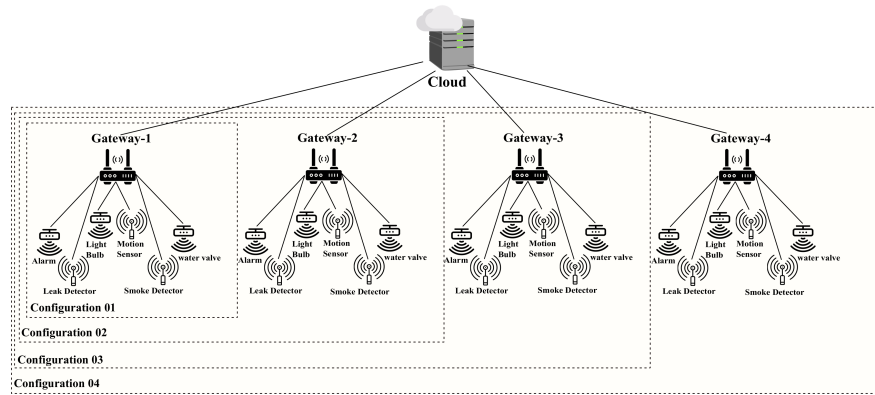 Cloud
Gateway-1
Gateway-2
Gateway-3
Gateway-4
Alarm
Light
Bulb
Motion
Sensor
water valve
Leak Detector
Smoke Detector
Alarm
Light
Bulb
Motion
Sensor
water valve
Leak Detector
Smoke Detector
Alarm
Light
Bulb
Motion
Sensor
water valve
Leak Detector
Smoke Detector
Alarm
Light
Bulb
Motion
Sensor
water valve
Leak Detector
Smoke Detector
Configuration 01
Configuration 02
Configuration 03
Configuration 04